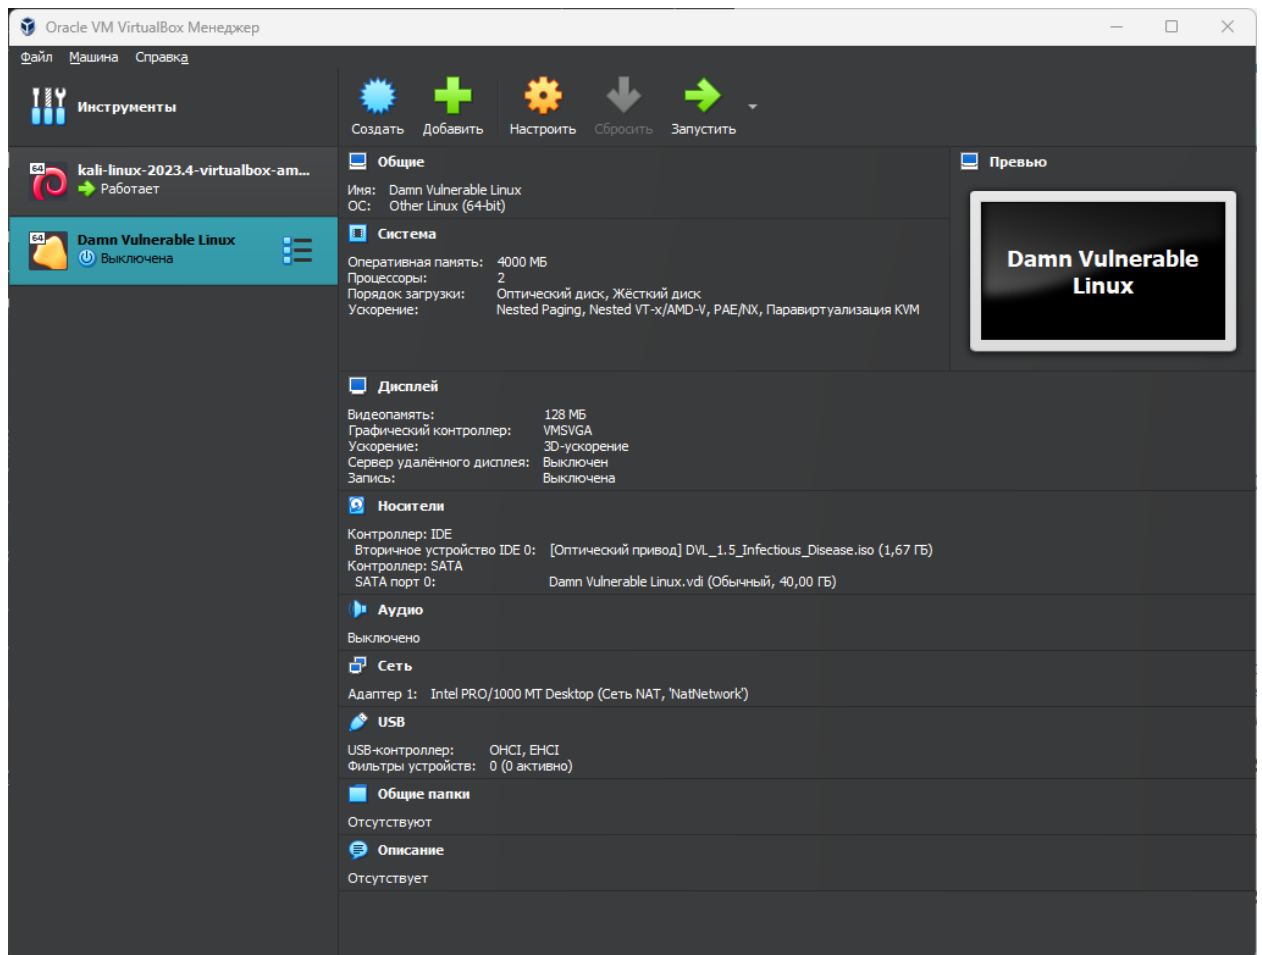 Oracle VM VirtualBox Менеджер
Файл Машина Справка
Инструменты
Создать Добавить Настроить Сбросить Запустить
64
kali-linux-2023.4-virtualbox-am...
Работает
64
Damn Vulnerable Linux
Выключена
Общие
Имя: Damn Vulnerable Linux
ОС: Other Linux (64-bit)
Система
Оперативная память: 4000 МБ
Процессоры: 2
Порядок загрузки: Оптический диск, Жёсткий диск
Ускорение: Nested Paging, Nested VT-x/AMD-V, PAE/NX, Паравиртуализация KVM
Превью
Damn Vulnerable
Linux
Дисплей
Видеопамять: 128 МБ
Графический контроллер: VMSVGA
Ускорение: 3D-ускорение
Сервер удалённого дисплея: Выключен
Запись: Выключена
Носители
Контроллер: IDE
Вторичное устройство IDE 0: [Оптический привод] DVL_1.5_Infectious_Disease.iso (1,67 ГБ)
Контроллер: SATA
SATA порт 0: Damn Vulnerable Linux.vdi (Обычный, 40,00 ГБ)
Аудио
Выключено
Сеть
Адаптер 1: Intel PRO/1000 MT Desktop (Сеть NAT, 'NatNetwork')
USB
USB-контроллер: OHCI, EHCI
Фильтры устройств: 0 (0 активно)
Общие папки
Отсутствуют
Описание
Отсутствует